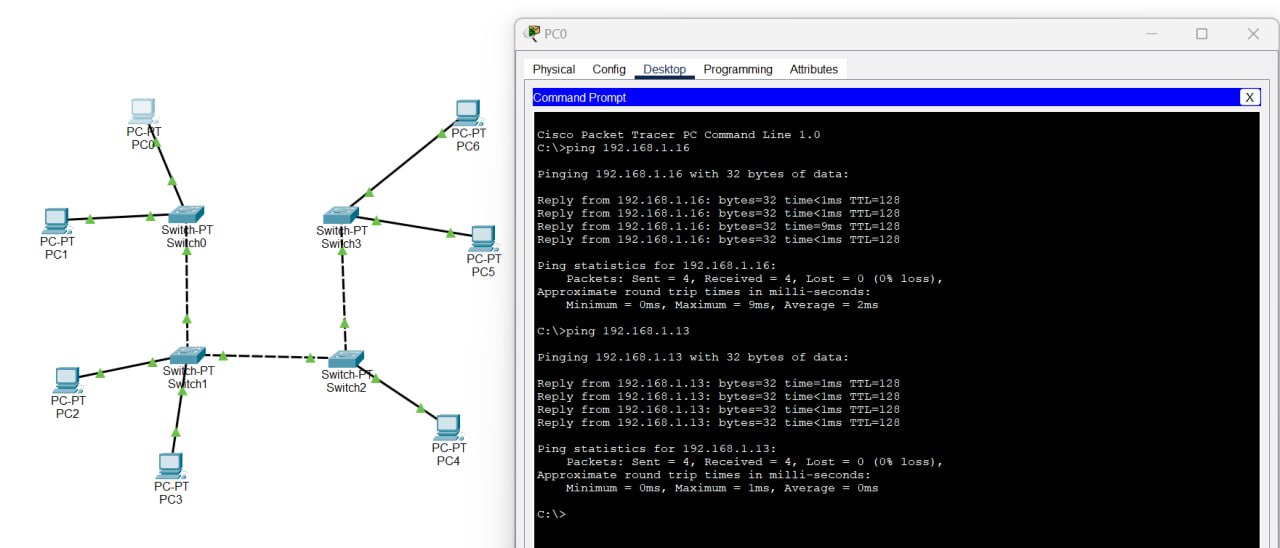 PC-PT
PC0
PC-PT
PC1
Switch-PT
Switch0
PC-PT
PC6
Switch-PT
Switch3
PC-PT
PC5
Switch-PT
Switch1
PC-PT
PC2
Switch-PT
Switch2
PC-PT
PC4
PC-PT
PC3
PC0
Physical Config Desktop Programming Attributes
Command Prompt X
Cisco Packet Tracer PC Command Line 1.0
C:\>ping 192.168.1.16
Pinging 192.168.1.16 with 32 bytes of data:
Reply from 192.168.1.16: bytes=32 time<1ms TTL=128
Reply from 192.168.1.16: bytes=32 time<1ms TTL=128
Reply from 192.168.1.16: bytes=32 time=9ms TTL=128
Reply from 192.168.1.16: bytes=32 time<1ms TTL=128
Ping statistics for 192.168.1.16:
Packets: Sent = 4, Received = 4, Lost = 0 (0% loss),
Approximate round trip times in milli-seconds:
Minimum = 0ms, Maximum = 9ms, Average = 2ms
C:\>ping 192.168.1.13
Pinging 192.168.1.13 with 32 bytes of data:
Reply from 192.168.1.13: bytes=32 time=1ms TTL=128
Reply from 192.168.1.13: bytes=32 time<1ms TTL=128
Reply from 192.168.1.13: bytes=32 time<1ms TTL=128
Reply from 192.168.1.13: bytes=32 time<1ms TTL=128
Ping statistics for 192.168.1.13:
Packets: Sent = 4, Received = 4, Lost = 0 (0% loss),
Approximate round trip times in milli-seconds:
Minimum = 0ms, Maximum = 1ms, Average = 0ms
C:\>